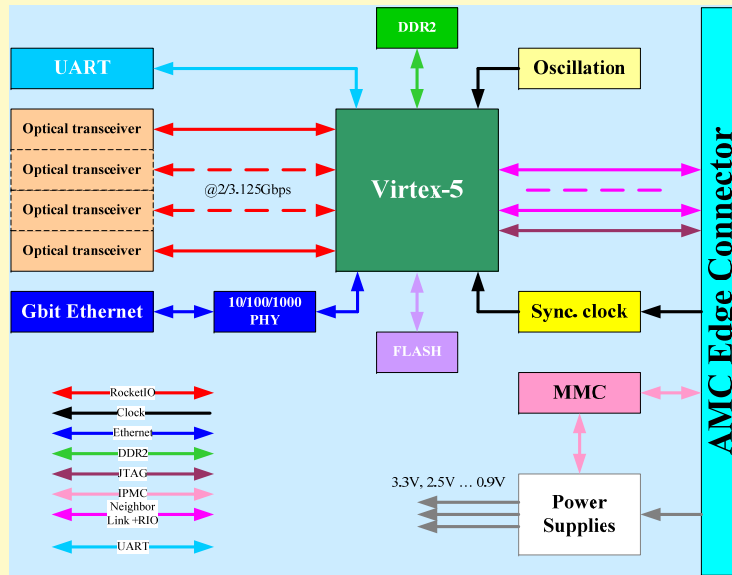 DDR2
UART
Oscillation
Optical transceiver
Optical transceiver
@2/3.125Gbps
Optical transceiver
Optical transceiver
Virtex-5
AMC Edge Connector
Gbit Ethernet
10/100/1000
PHY
Sync. clock
FLASH
MMC
RocketIO
Clock
Ethernet
DDR2
JTAG
IPMC
Neighbor
Link +RIO
UART
3.3V, 2.5V ... 0.9V
Power
Supplies